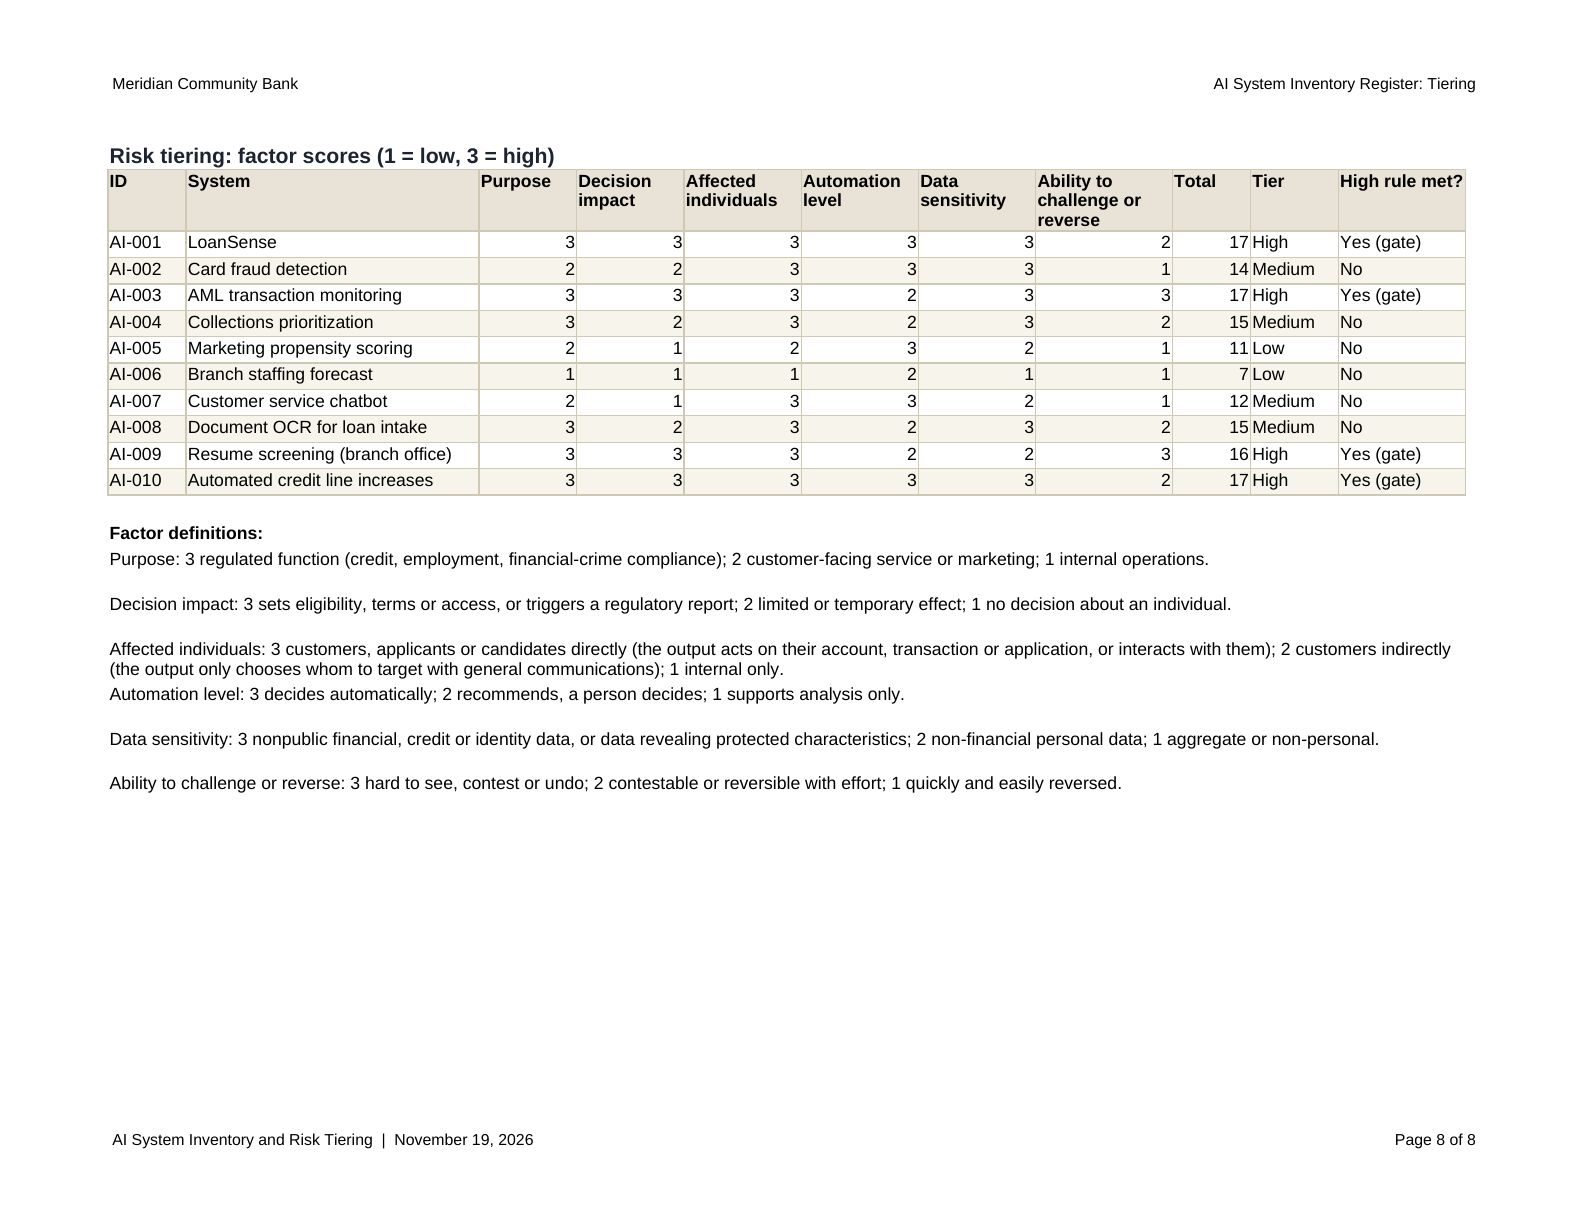 Meridian Community Bank AI System Inventory Register: Tiering
Risk tiering: factor scores (1 = low, 3 = high)
ID System Purpose Decision impact Affected individuals Automation level Data sensitivity Ability to challenge or reverse Total Tier High rule met?
AI-001 LoanSense 3 3 3 3 3 2 17 High Yes (gate)
AI-002 Card fraud detection 2 2 3 3 3 1 14 Medium No
AI-003 AML transaction monitoring 3 3 3 2 3 3 17 High Yes (gate)
AI-004 Collections prioritization 3 2 3 2 3 2 15 Medium No
AI-005 Marketing propensity scoring 2 1 2 3 2 1 11 Low No
AI-006 Branch staffing forecast 1 1 1 2 1 1 7 Low No
AI-007 Customer service chatbot 2 1 3 3 2 1 12 Medium No
AI-008 Document OCR for loan intake 3 2 3 2 3 2 15 Medium No
AI-009 Resume screening (branch office) 3 3 3 2 2 3 16 High Yes (gate)
AI-010 Automated credit line increases 3 3 3 3 3 2 17 High Yes (gate)
Factor definitions:
Purpose: 3 regulated function (credit, employment, financial-crime compliance); 2 customer-facing service or marketing; 1 internal operations.
Decision impact: 3 sets eligibility, terms or access, or triggers a regulatory report; 2 limited or temporary effect; 1 no decision about an individual.
Affected individuals: 3 customers, applicants or candidates directly (the output acts on their account, transaction or application, or interacts with them); 2 customers indirectly
(the output only chooses whom to target with general communications); 1 internal only.
Automation level: 3 decides automatically; 2 recommends, a person decides; 1 supports analysis only.
Data sensitivity: 3 nonpublic financial, credit or identity data, or data revealing protected characteristics; 2 non-financial personal data; 1 aggregate or non-personal.
Ability to challenge or reverse: 3 hard to see, contest or undo; 2 contestable or reversible with effort; 1 quickly and easily reversed.
AI System Inventory and Risk Tiering | November 19, 2026 Page 8 of 8